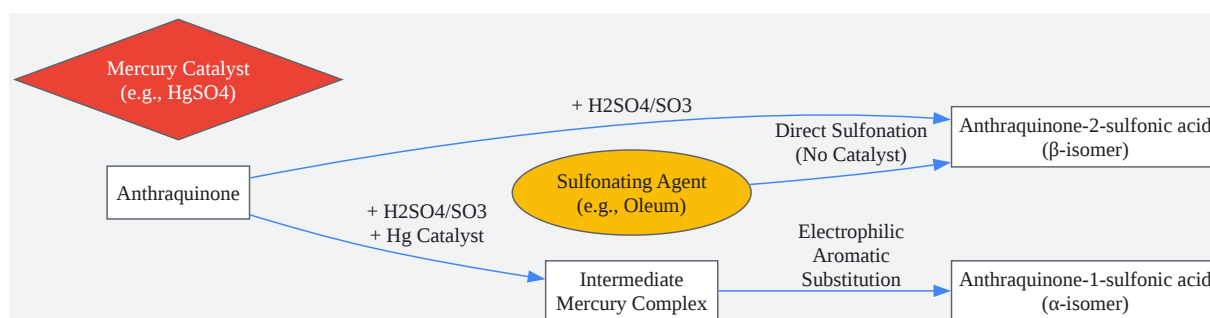 Mercury Catalyst
(e.g., HgSO4)
+ H2SO4/SO3
Direct Sulfonation
(No Catalyst)
Anthraquinone-2-sulfonic acid
(β-isomer)
Anthraquinone
Sulfonating Agent
(e.g., Oleum)
+ H2SO4/SO3
+ Hg Catalyst
Electrophilic
Aromatic
Substitution
Intermediate
Mercury Complex
Anthraquinone-1-sulfonic acid
(α-isomer)